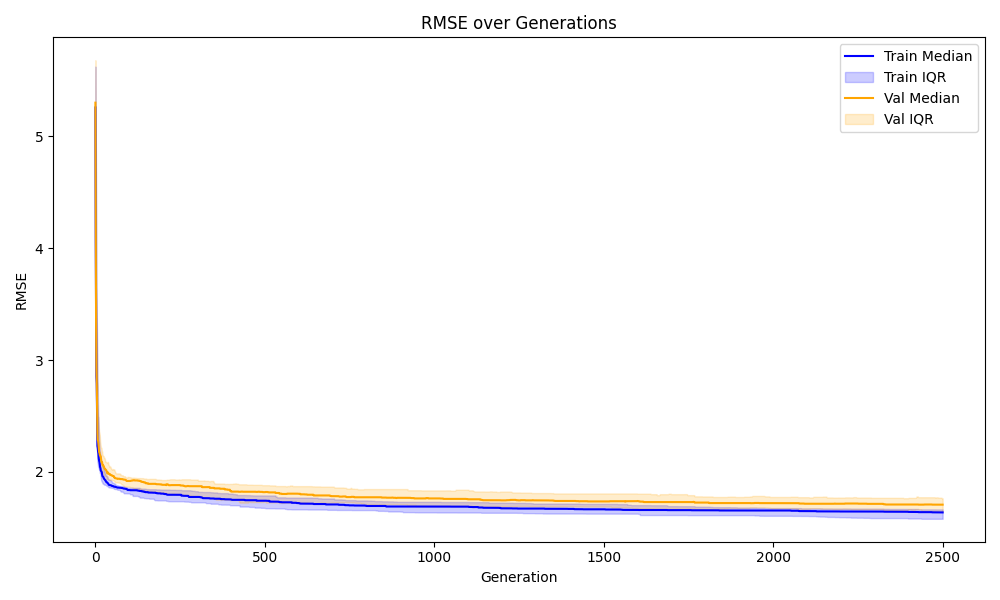 RMSE over Generations
Train Median
Train IQR
Val Median
Val IQR
5
4
3
2
RMSE
0
500
1000
1500
2000
2500
Generation